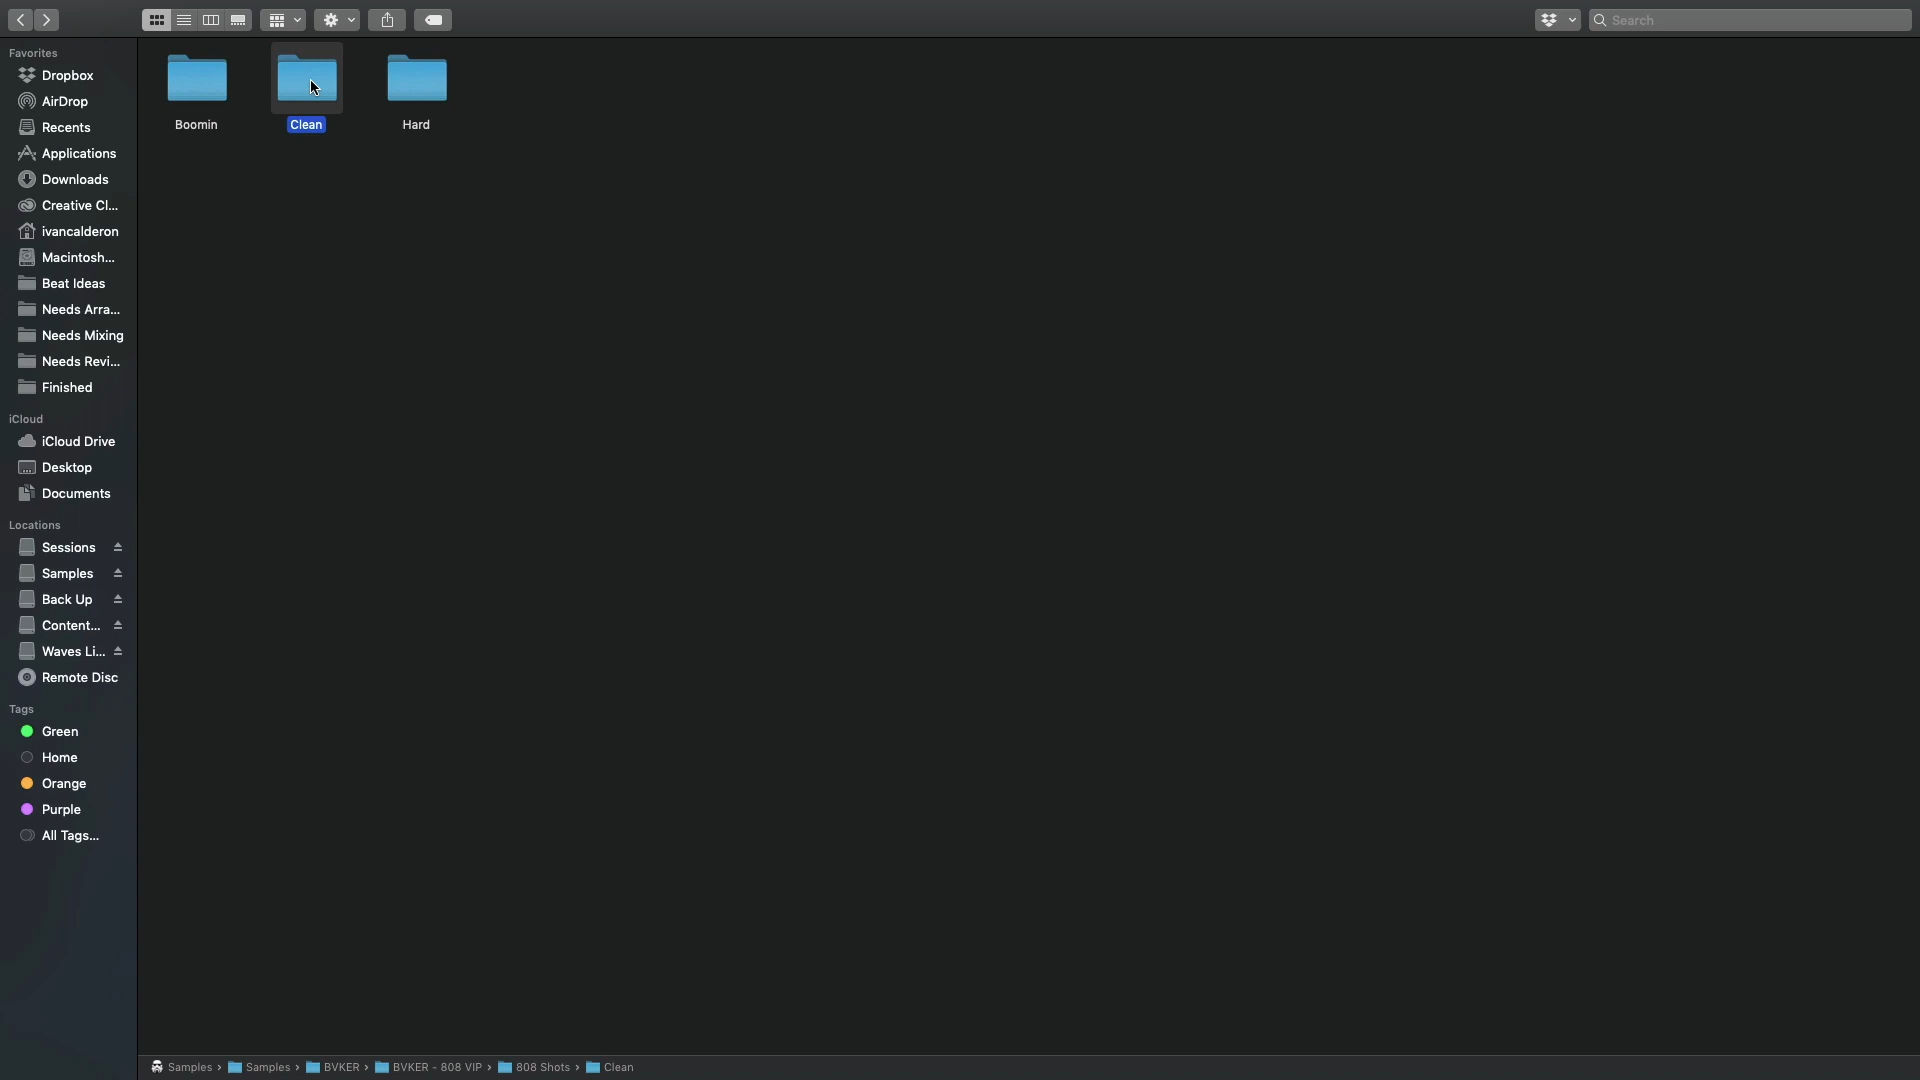 Search
Favorites
Dropbox
AirDrop
Recents
Applications
Downloads
Creative Cl...
ivancalderon
Macintosh...
Beat Ideas
Needs Arra...
Needs Mixing
Needs Revi...
Finished
iCloud
iCloud Drive
Desktop
Documents
Locations
Sessions
Samples
Back Up
Content...
Waves Li...
Remote Disc
Tags
Green
Home
Orange
Purple
All Tags...
Boomin
Clean
Hard
Samples › Samples › BVKER › BVKER - 808 VIP › 808 Shots › Clean